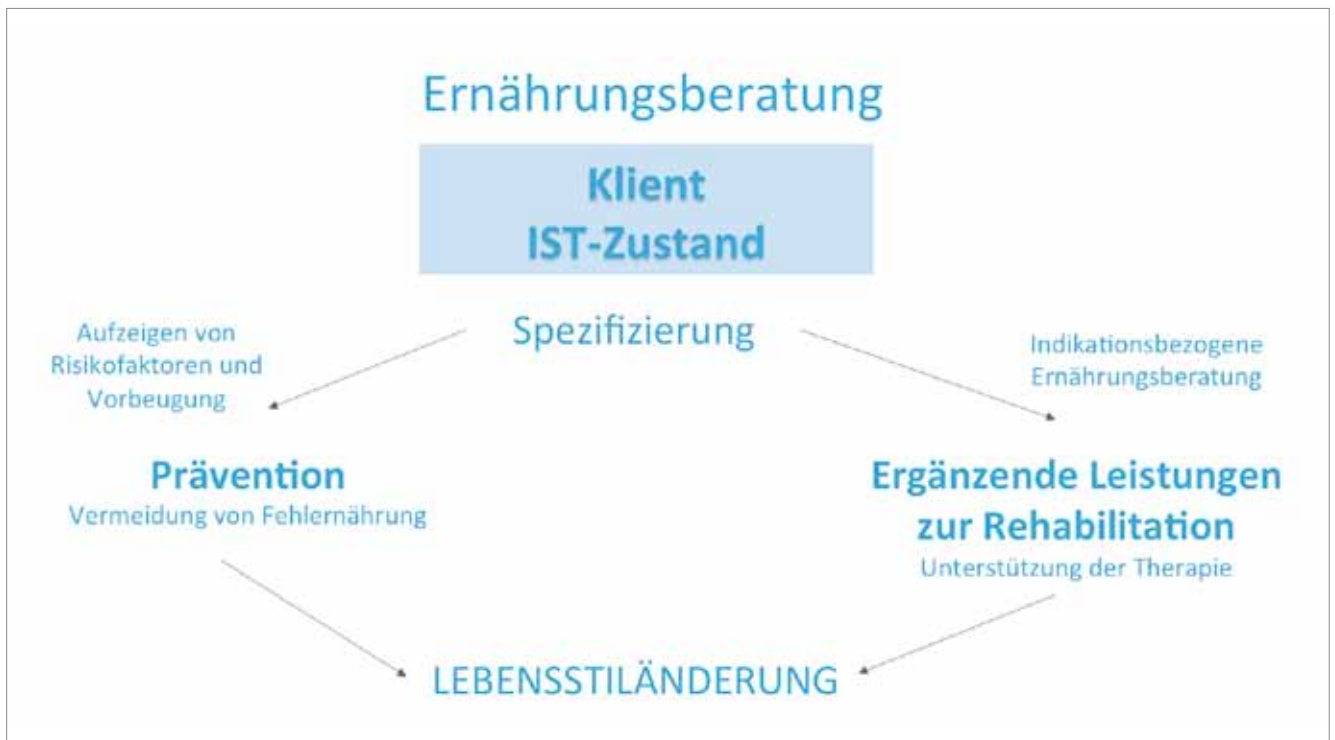 Ernährungsberatung
Klient
IST-Zustand
Spezifizierung
Aufzeigen von
Risikofaktoren und
Vorbeugung
Indikationsbezogene
Ernährungsberatung
Prävention
Vermeidung von Fehlernährung
Ergänzende Leistungen
zur Rehabilitation
Unterstützung der Therapie
LEBENSSTILÄNDERUNG